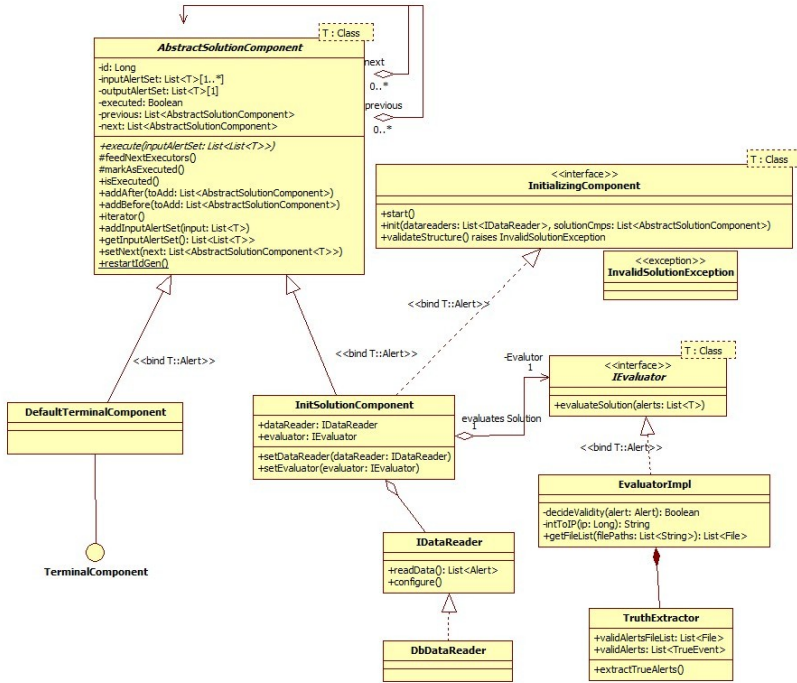 T : Class
AbstractSolutionComponent
-id: Long
-inputAlertSet: List<T>[1..*]
-outputAlertSet: List<T>[1]
-executed: Boolean
-previous: List<AbstractSolutionComponent>
-next: List<AbstractSolutionComponent>
+execute(inputAlertSet: List<List<T>>)
#feedNextExecutors()
#markAsExecuted()
+isExecuted()
+addAfter(toAdd: List<AbstractSolutionComponent>)
+addBefore(toAdd: List<AbstractSolutionComponent>)
+iterator()
+addInputAlertSet(input: List<T>)
+getInputAlertSet(): List<List<T>>
+setNext(next: List<AbstractSolutionComponent<T>>)
+restartIdGen()
next
0..*
previous
0..*
T : Class
<<interface>>
InitializingComponent
+start()
+init(datareaders: List<IDataReader>, solutionCmps: List<AbstractSolutionComponent>)
+validateStructure() raises InvalidSolutionException
<<exception>>
InvalidSolutionException
<<bind T::Alert>>
<<bind T::Alert>>
<<bind T::Alert>>
DefaultTerminalComponent
TerminalComponent
InitSolutionComponent
+dataReader: IDataReader
+evaluator: IEvaluator
+setDataReader(dataReader: IDataReader)
+setEvaluator(evaluator: IEvaluator)
-Evalutor
1
evaluates Solution
1
T : Class
<<interface>>
IEvaluator
+evaluateSolution(alerts: List<T>)
<<bind T::Alert>>
EvaluatorImpl
-decideValidity(alert: Alert): Boolean
-intToIP(ip: Long): String
+getFileList(filePaths: List<String>): List<File>
IDataReader
+readData(): List<Alert>
+configure()
DbDataReader
TruthExtractor
+validAlertsFileList: List<File>
+validAlerts: List<TrueEvent>
+extractTrueAlerts()